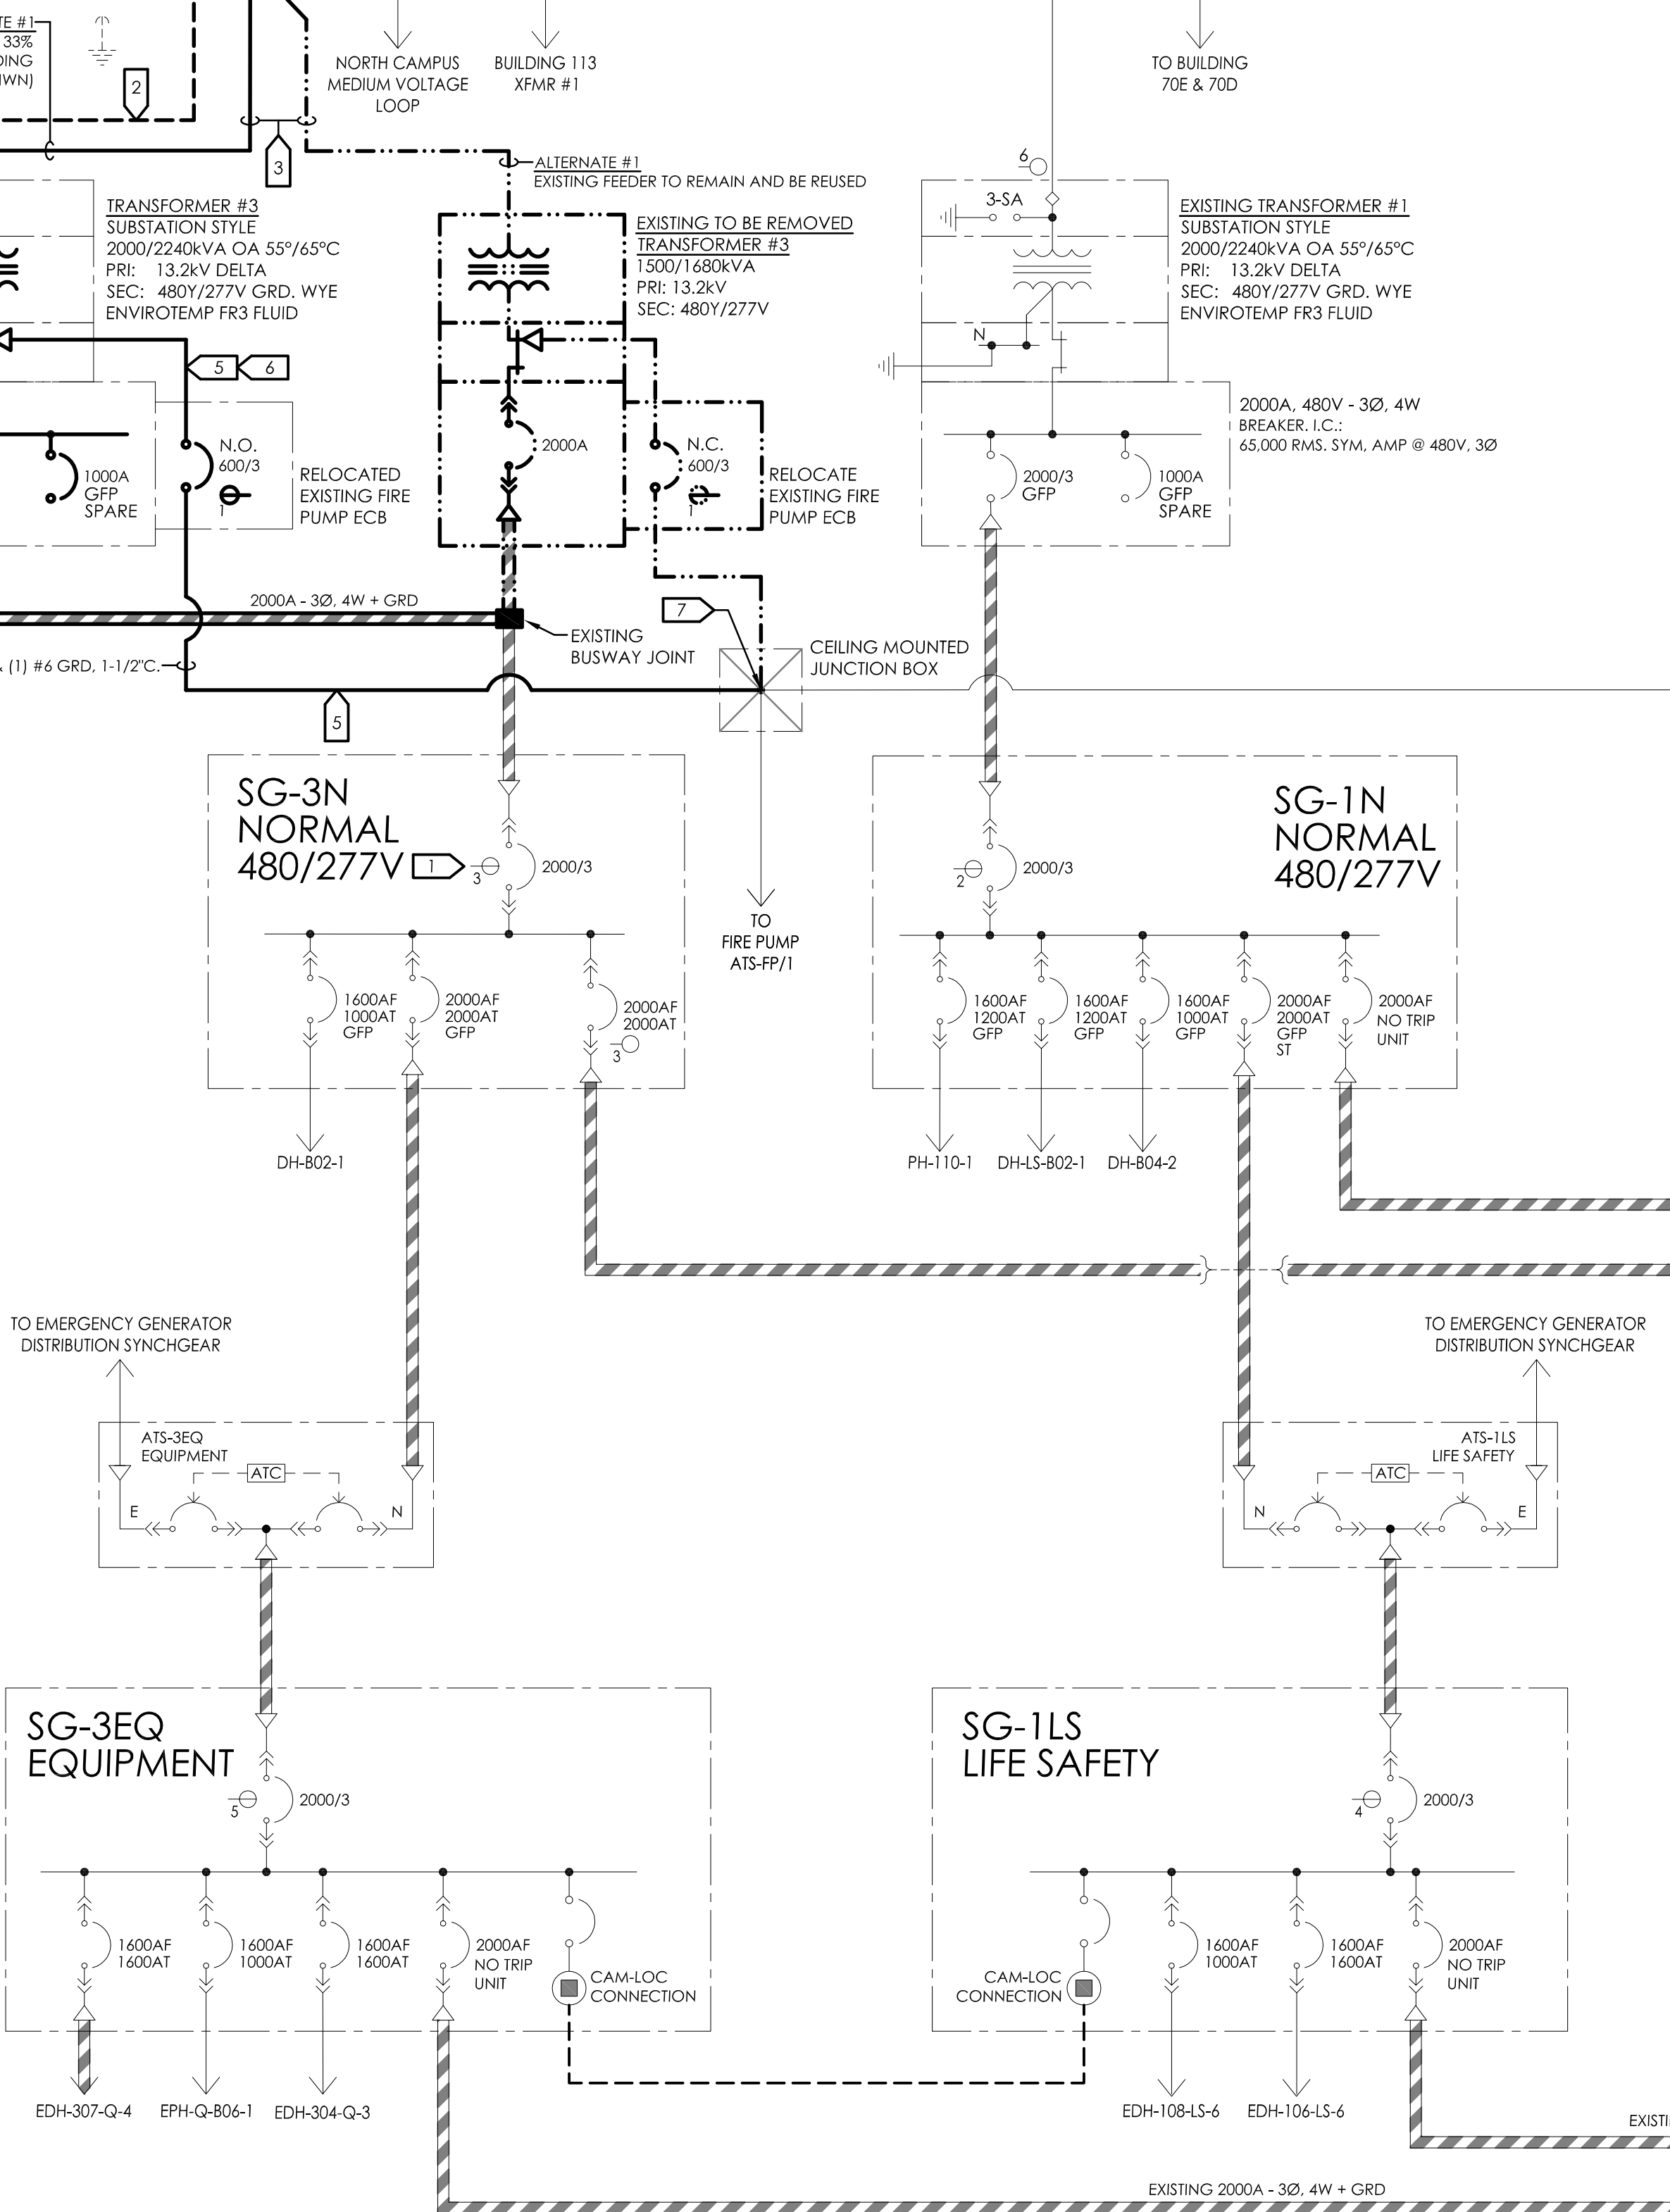 TE #1
33%
DING
WN)
2
3
NORTH CAMPUS
MEDIUM VOLTAGE
LOOP
BUILDING 113
XFMR #1
TO BUILDING
70E & 70D
ALTERNATE #1
EXISTING FEEDER TO REMAIN AND BE REUSED
TRANSFORMER #3
SUBSTATION STYLE
2000/2240kVA OA 55°/65°C
PRI: 13.2kV DELTA
SEC: 480Y/277V GRD. WYE
ENVIROTEMP FR3 FLUID
EXISTING TO BE REMOVED
TRANSFORMER #3
1500/1680kVA
PRI: 13.2kV
SEC: 480Y/277V
6
3-SA
N
EXISTING TRANSFORMER #1
SUBSTATION STYLE
2000/2240kVA OA 55°/65°C
PRI: 13.2kV DELTA
SEC: 480Y/277V GRD. WYE
ENVIROTEMP FR3 FLUID
5
6
1000A
GFP
SPARE
N.O.
600/3
1
RELOCATED
EXISTING FIRE
PUMP ECB
2000A
N.C.
600/3
1
RELOCATE
EXISTING FIRE
PUMP ECB
2000/3
GFP
1000A
GFP
SPARE
2000A, 480V - 3Ø, 4W
BREAKER. I.C.:
65,000 RMS. SYM, AMP @ 480V, 3Ø
2000A - 3Ø, 4W + GRD
EXISTING
BUSWAY JOINT
7
CEILING MOUNTED
JUNCTION BOX
& (1) #6 GRD, 1-1/2"C.
5
SG-3N
NORMAL
480/277V
1
3
2000/3
1600AF
1000AT
GFP
2000AF
2000AT
GFP
2000AF
2000AT
3
DH-B02-1
TO
FIRE PUMP
ATS-FP/1
SG-1N
NORMAL
480/277V
2
2000/3
1600AF
1200AT
GFP
1600AF
1200AT
GFP
1600AF
1000AT
GFP
2000AF
2000AT
GFP
ST
2000AF
NO TRIP
UNIT
PH-110-1
DH-LS-B02-1
DH-B04-2
TO EMERGENCY GENERATOR
DISTRIBUTION SYNCHGEAR
ATS-3EQ
EQUIPMENT
ATC
E
N
TO EMERGENCY GENERATOR
DISTRIBUTION SYNCHGEAR
ATS-1LS
LIFE SAFETY
ATC
N
E
SG-3EQ
EQUIPMENT
5
2000/3
1600AF
1600AT
1600AF
1000AT
1600AF
1600AT
2000AF
NO TRIP
UNIT
CAM-LOC
CONNECTION
EDH-307-Q-4
EPH-Q-B06-1
EDH-304-Q-3
SG-1LS
LIFE SAFETY
4
2000/3
CAM-LOC
CONNECTION
1600AF
1000AT
1600AF
1600AT
2000AF
NO TRIP
UNIT
EDH-108-LS-6
EDH-106-LS-6
EXISTI
EXISTING 2000A - 3Ø, 4W + GRD